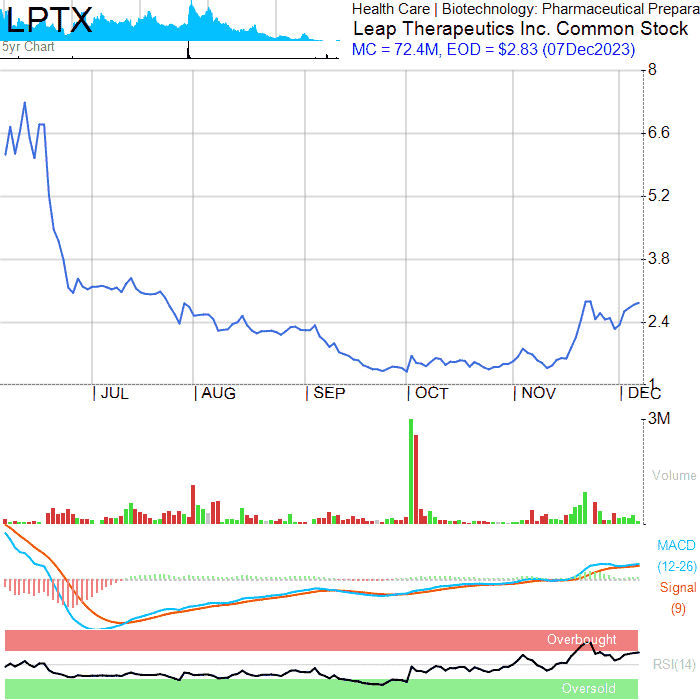 LPTX
5yr Chart
Health Care | Biotechnology: Pharmaceutical Prepara
Leap Therapeutics Inc. Common Stock
MC = 72.4M, EOD = $2.83 (07Dec2023)
8
6.6
5.2
3.8
2.4
1
JUL AUG SEP OCT NOV DEC
3M
Volume
MACD
(12-26)
Signal
(9)
Overbought
RSI(14)
Oversold